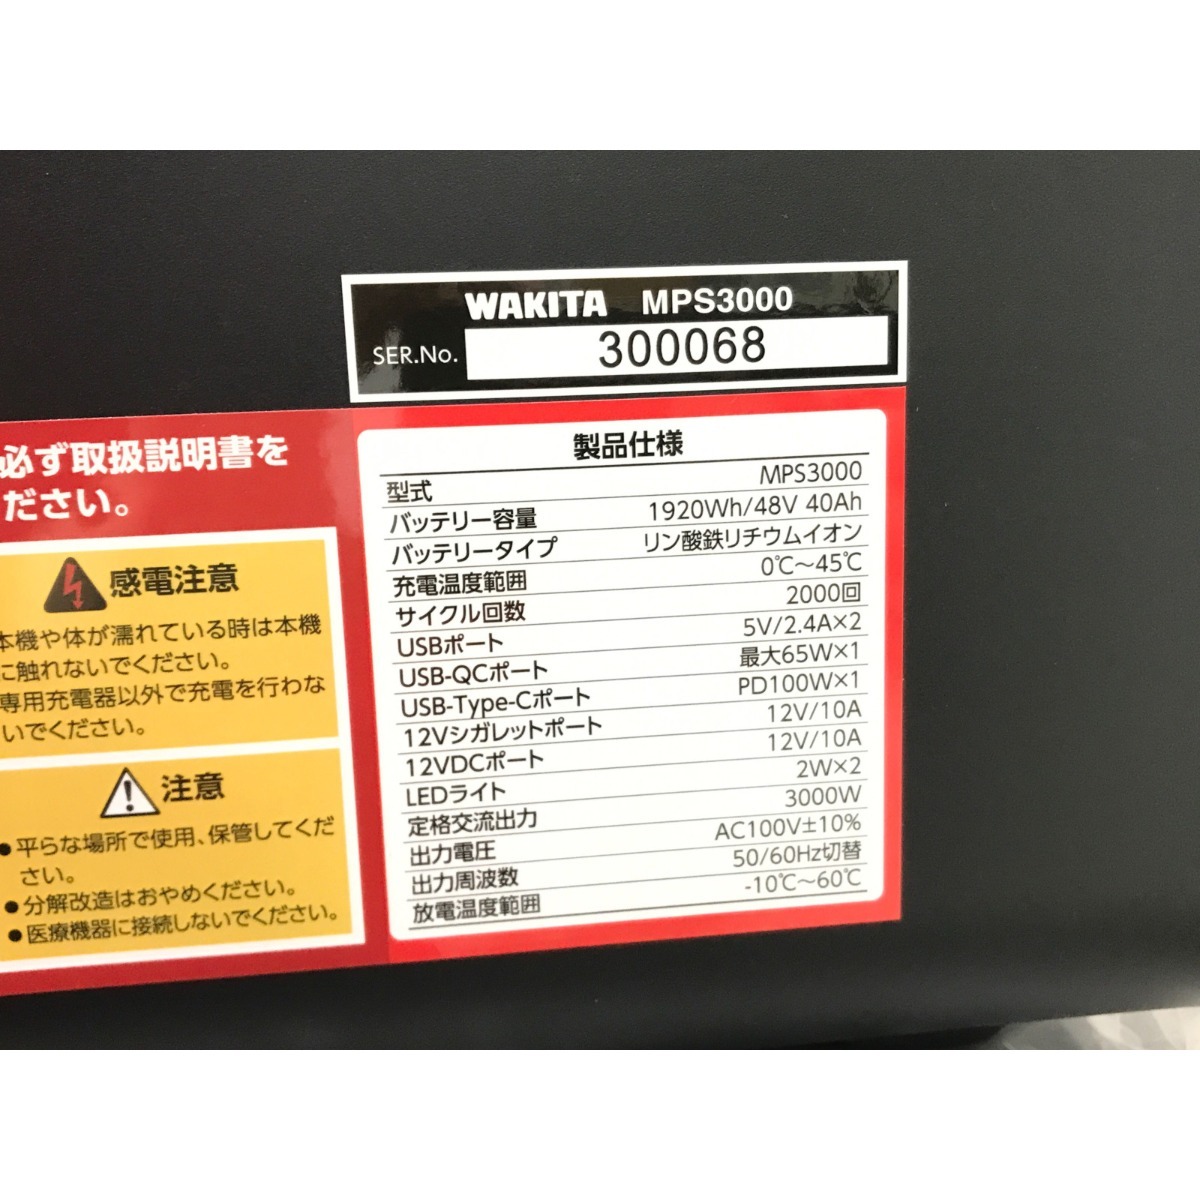 WAKITA MPS3000
SER.No. 300068
必ず取扱説明書を
ださい。
感電注意
本機や体が濡れている時は本機
に触れないでください。
専用充電器以外で充電を行わな
いでください。
注意
●平らな場所で使用、保管してくだ
さい。
●分解改造はおやめください。
●医療機器に接続しないでください。
製品仕様
型式 MPS3000
バッテリー容量 1920Wh/48V 40Ah
バッテリータイプ リン酸鉄リチウムイオン
充電温度範囲 0℃～45℃
サイクル回数 2000回
USBポート 5V/2.4A×2
USB-QCポート 最大65W×1
USB-Type-Cポート PD100W×1
12Vシガレットポート 12V/10A
12VDCポート 12V/10A
LEDライト 2W×2
定格交流出力 3000W
出力電圧 AC100V±10%
出力周波数 50/60Hz切替
放電温度範囲 -10℃～60℃